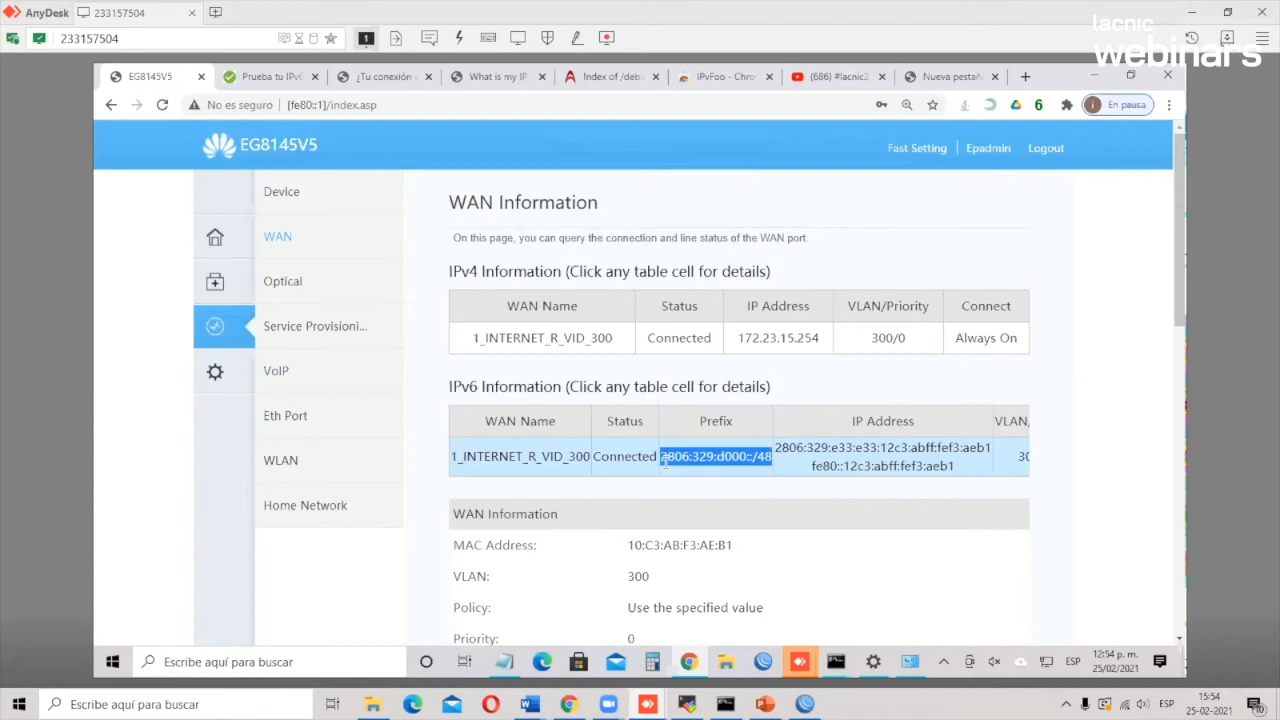 AnyDesk 233157504
233157504 1
lacnic
webinars
EG8145V5 Prueba tu IPv( ¿Tu conexión What is my IP Index of /deb IPvFoo - Chro (686) #lacnic2 Nueva pestañ
No es seguro [fe80::1]/index.asp 6 i En pausa
EG8145V5 Fast Setting Epadmin Logout
Device
WAN
Optical
Service Provisioni...
VoIP
Eth Port
WLAN
Home Network
WAN Information
On this page, you can query the connection and line status of the WAN port.
IPv4 Information (Click any table cell for details)
WAN Name Status IP Address VLAN/Priority Connect
1_INTERNET_R_VID_300 Connected 172.23.15.254 300/0 Always On
IPv6 Information (Click any table cell for details)
WAN Name Status Prefix IP Address VLAN/
1_INTERNET_R_VID_300 Connected 2806:329:d000::/48 2806:329:e33:e33:12c3:abff:fef3:aeb1 30
fe80::12c3:abff:fef3:aeb1
WAN Information
MAC Address: 10:C3:AB:F3:AE:B1
VLAN: 300
Policy: Use the specified value
Priority: 0
Escribe aquí para buscar ESP 12:54 p. m.
25/02/2021
Escribe aquí para buscar ESP 15:54
25-02-2021 10